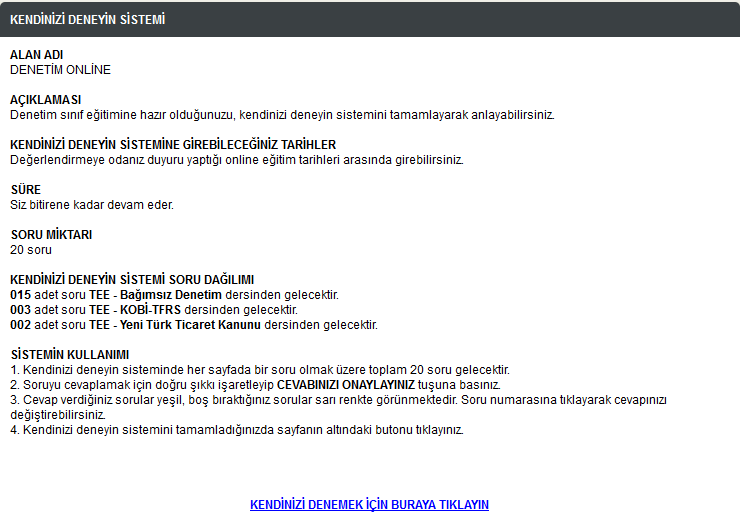 KENDİNİZİ DENEYİN SİSTEMİ
ALAN ADI
DENETİM ONLİNE
AÇIKLAMASI
Denetim sınıf eğitimine hazır olduğunuzu, kendinizi deneyin sistemini tamamlayarak anlayabilirsiniz.
KENDİNİZİ DENEYİN SİSTEMİNE GİREBİLECEĞİNİZ TARİHLER
Değerlendirmeye odanız duyuru yaptığı online eğitim tarihleri arasında girebilirsiniz.
SÜRE
Siz bitirene kadar devam eder.
SORU MİKTARI
20 soru
KENDİNİZİ DENEYİN SİSTEMİ SORU DAĞILIMI
015 adet soru TEE - Bağımsız Denetim dersinden gelecektir.
003 adet soru TEE - KOBİ-TFRS dersinden gelecektir.
002 adet soru TEE - Yeni Türk Ticaret Kanunu dersinden gelecektir.
SİSTEMİN KULLANIMI
1. Kendinizi deneyin sisteminde her sayfada bir soru olmak üzere toplam 20 soru gelecektir.
2. Soruyu cevaplamak için doğru şıkkı işaretleyip CEVABINIZI ONAYLAYINIZ tuşuna basınız.
3. Cevap verdiğiniz sorular yeşil, boş bıraktığınız sorular sarı renkte görünmektedir. Soru numarasına tıklayarak cevapınızı
değiştirebilirsiniz.
4. Kendinizi deneyin sistemini tamamladığınızda sayfanın altındaki butonu tıklayınız.
KENDİNİZİ DENEMEK İÇİN BURAYA TIKLAYIN